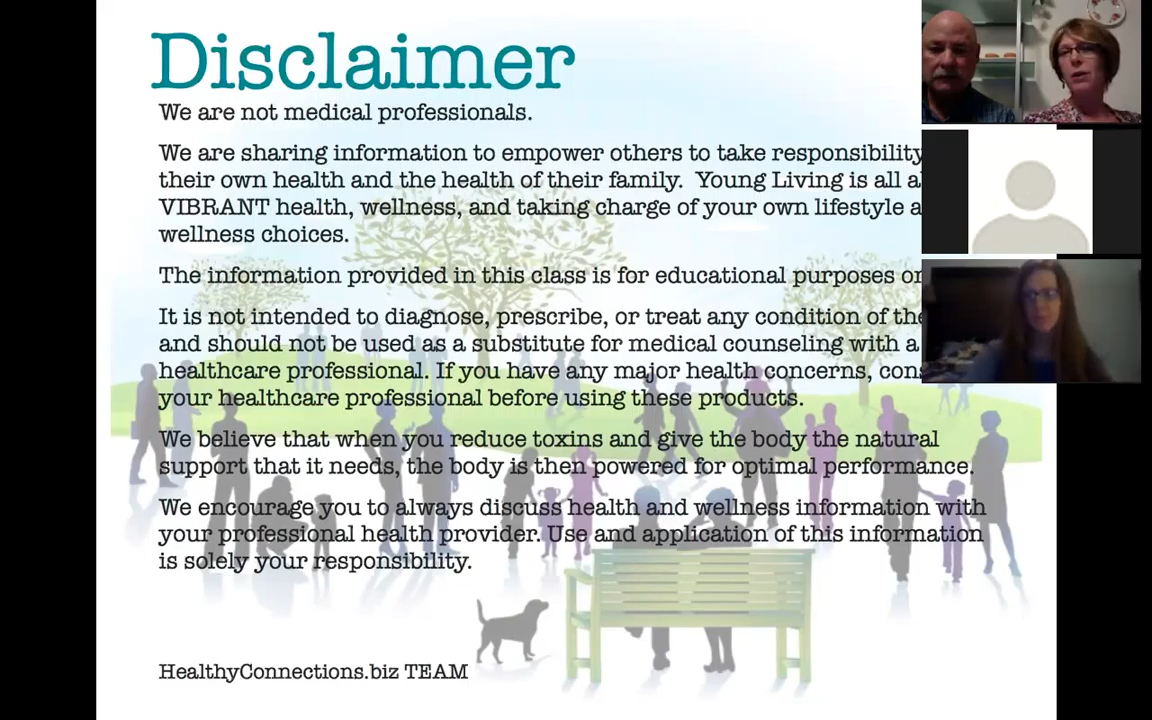 Disclaimer
We are not medical professionals.
We are sharing information to empower others to take responsibility
their own health and the health of their family. Young Living is all
VIBRANT health, wellness, and taking charge of your own lifestyle
wellness choices.
The information provided in this class is for educational purposes
It is not intended to diagnose, prescribe, or treat any condition of
and should not be used as a substitute for medical counseling with a
healthcare professional. If you have any major health concerns,
your healthcare professional before using these products.
We believe that when you reduce toxins and give the body the natural
support that it needs, the body is then powered for optimal performance.
We encourage you to always discuss health and wellness information with
your professional health provider. Use and application of this information
is solely your responsibility.
HealthyConnections.biz TEAM